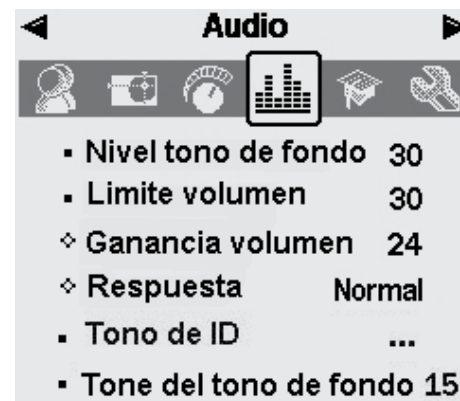 Audio
Nivel tono de fondo 30
Limite volumen 30
Ganancia volumen 24
Respuesta Normal
Tono de ID ...
Tone del tono de fondo 15